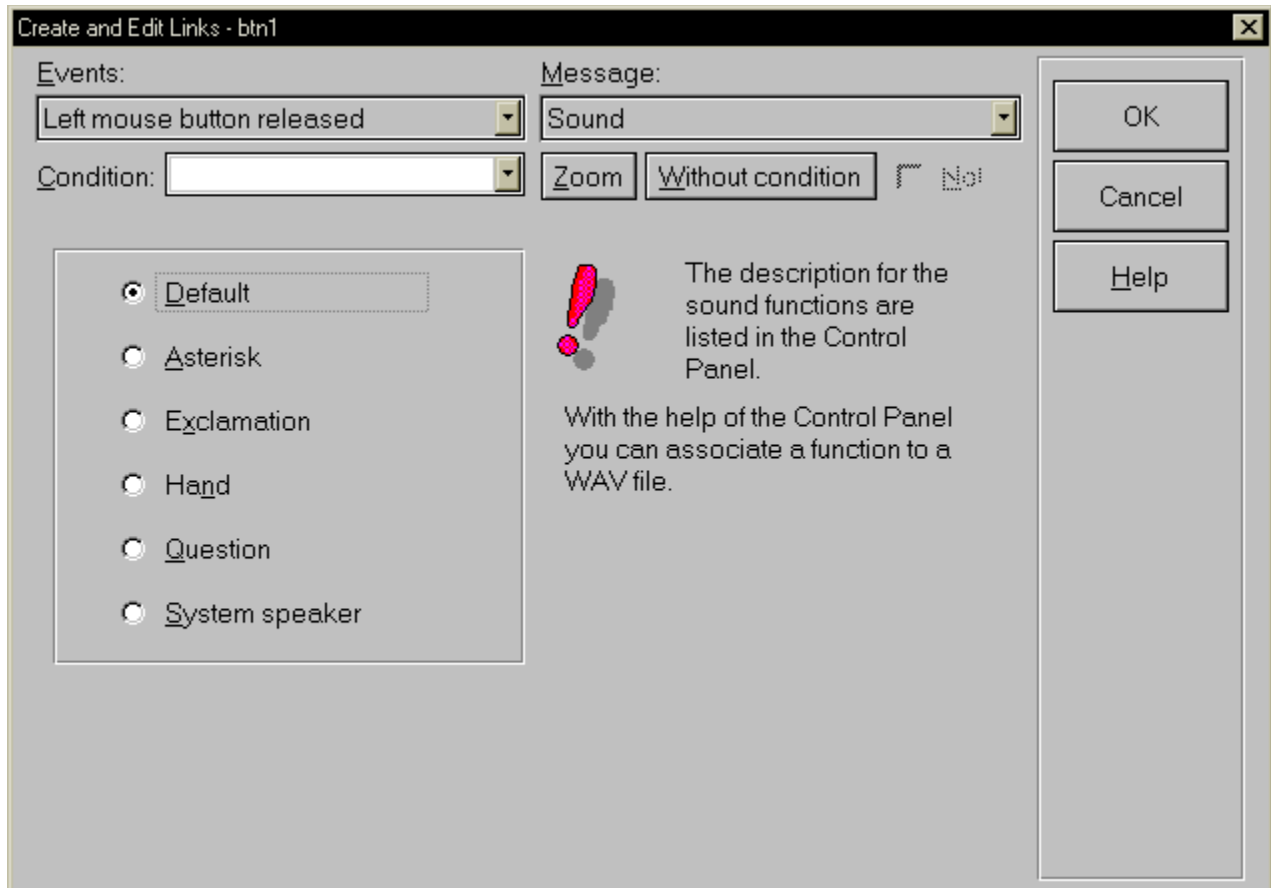 Create and Edit Links - btn1
Events:
Message:
Left mouse button released
Sound
OK
Condition:
Zoom
Without condition
Not
Cancel
Help
Default
Asterisk
Exclamation
Hand
Question
System speaker
The description for the
sound functions are
listed in the Control
Panel.
With the help of the Control Panel
you can associate a function to a
WAV file.